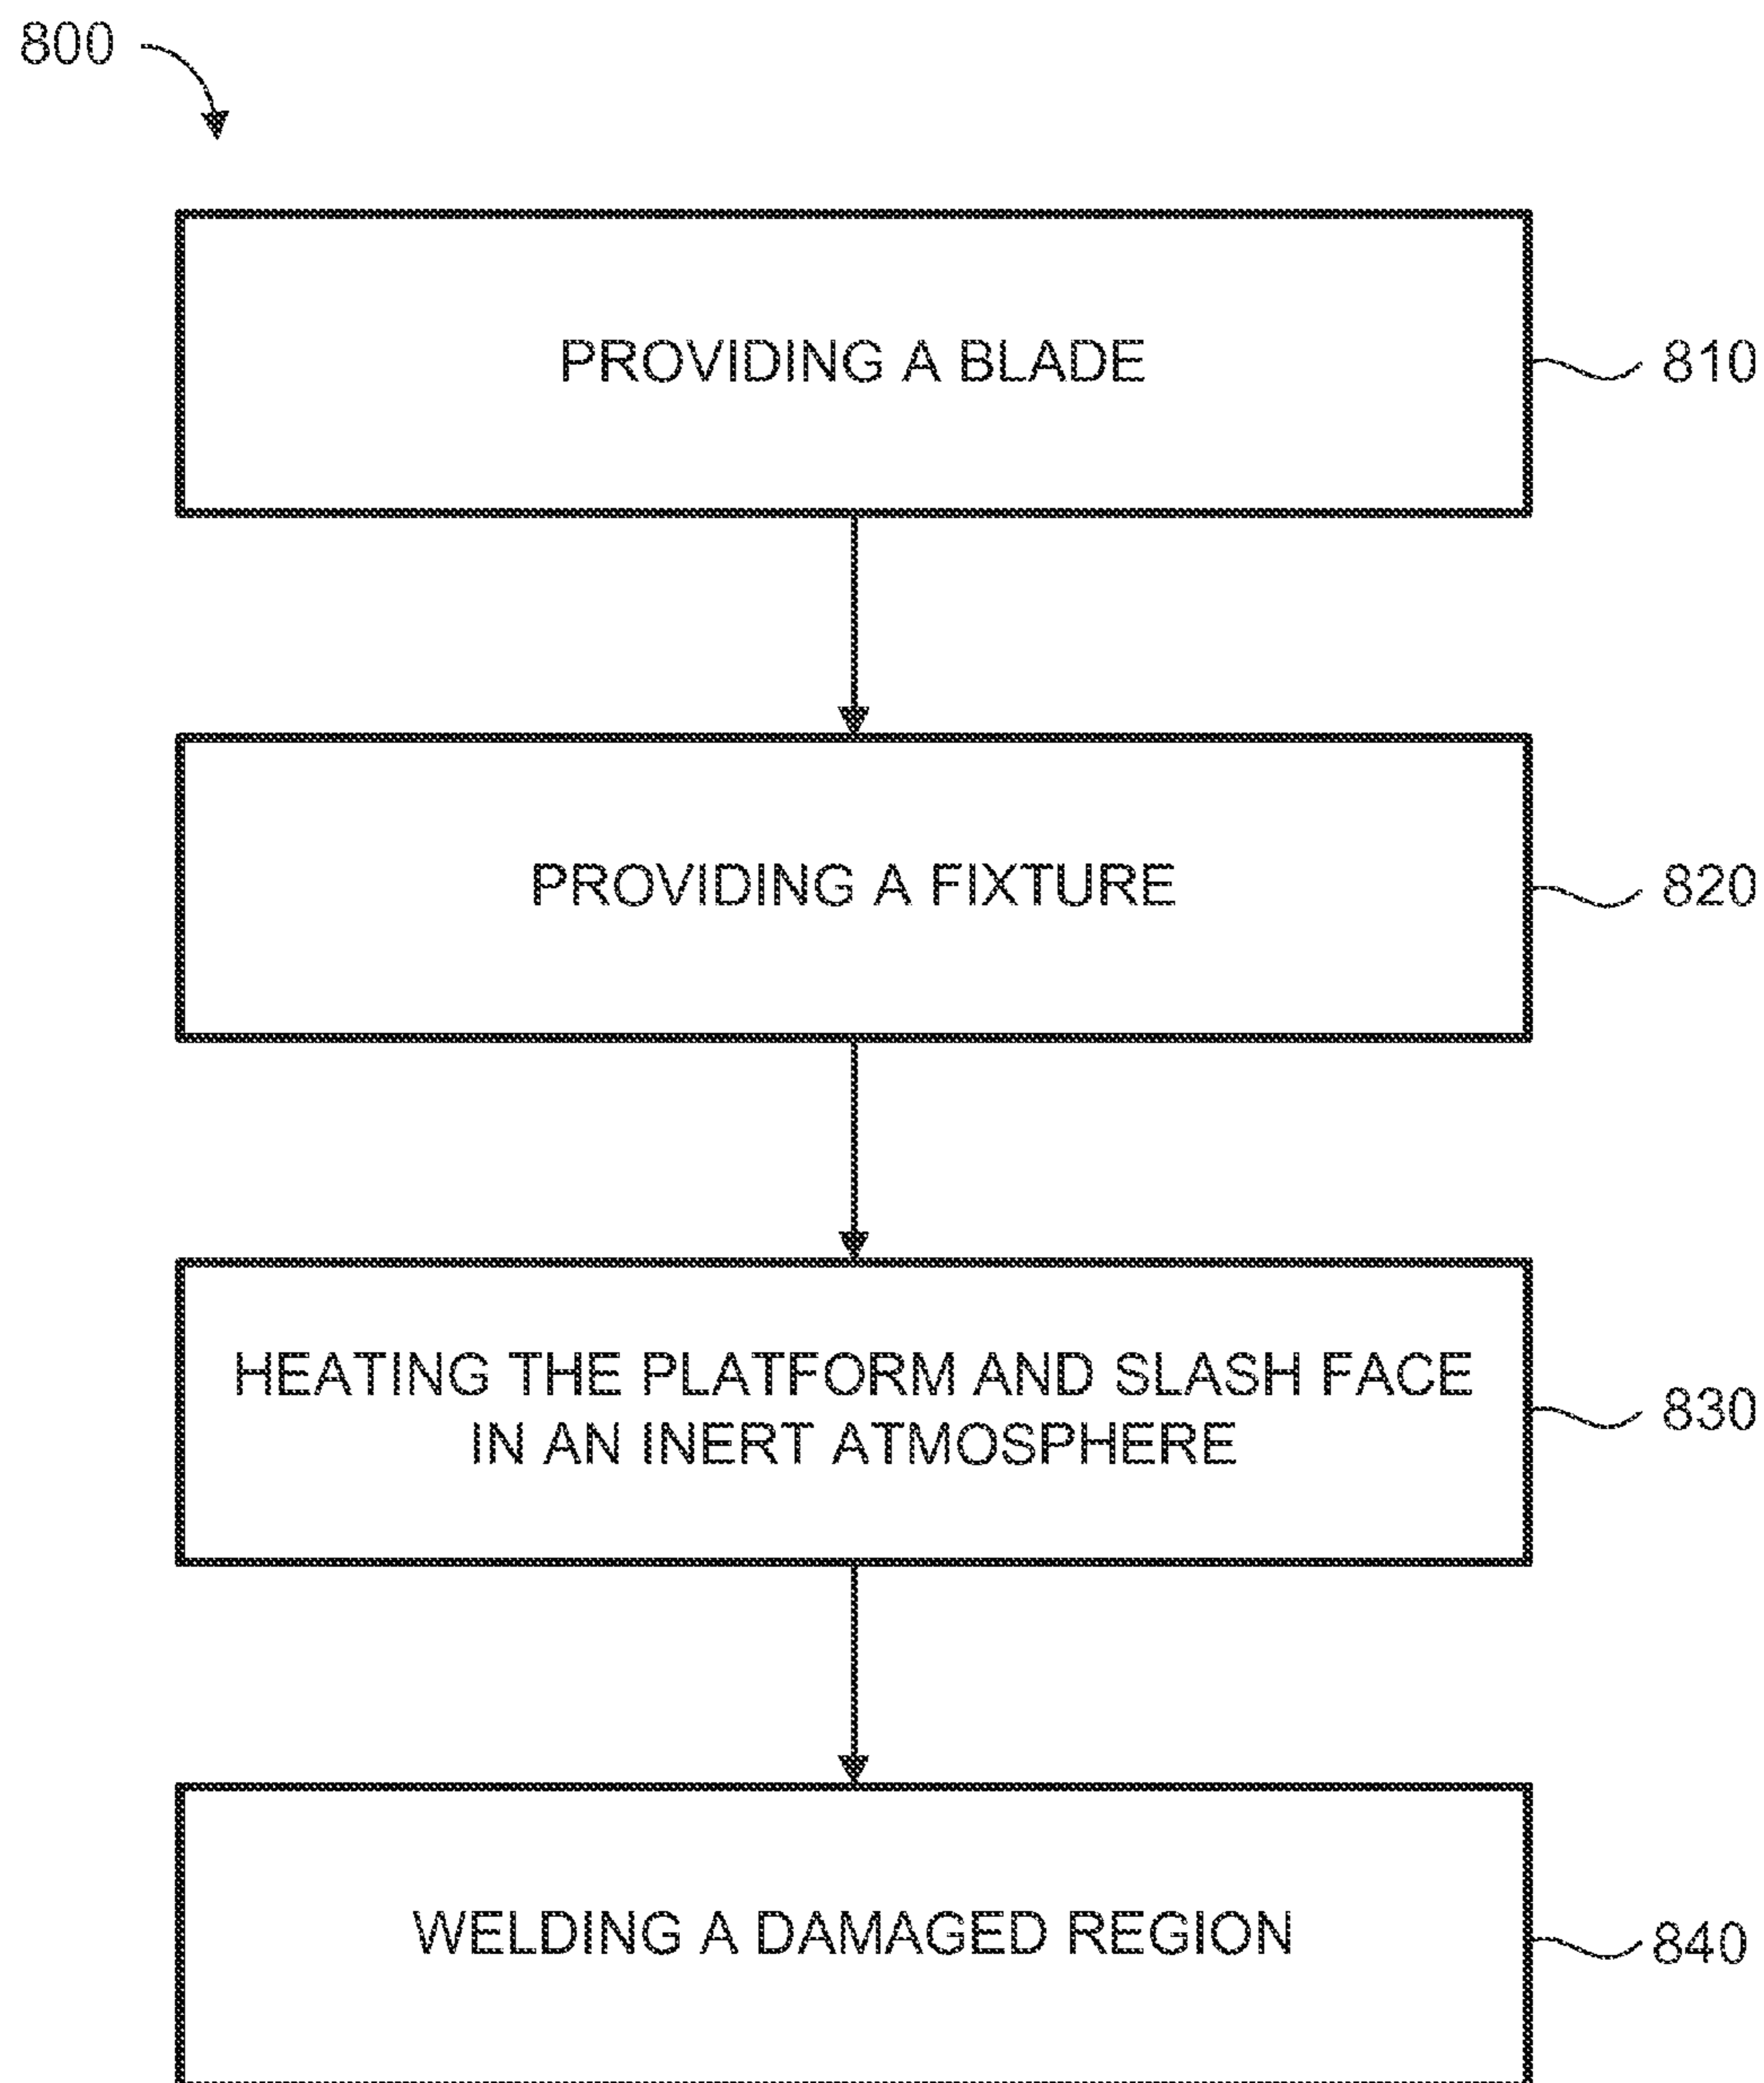 800
PROVIDING A BLADE
810
PROVIDING A FIXTURE
820
HEATING THE PLATFORM AND SLASH FACE
IN AN INERT ATMOSPHERE
830
WELDING A DAMAGED REGION
840